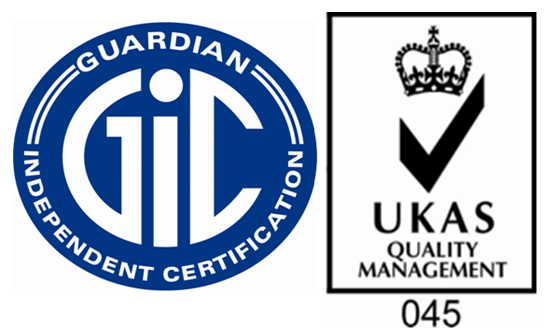 GUARDIAN
GiC
INDEPENDENT CERTIFICATION
UKAS
QUALITY
MANAGEMENT
045